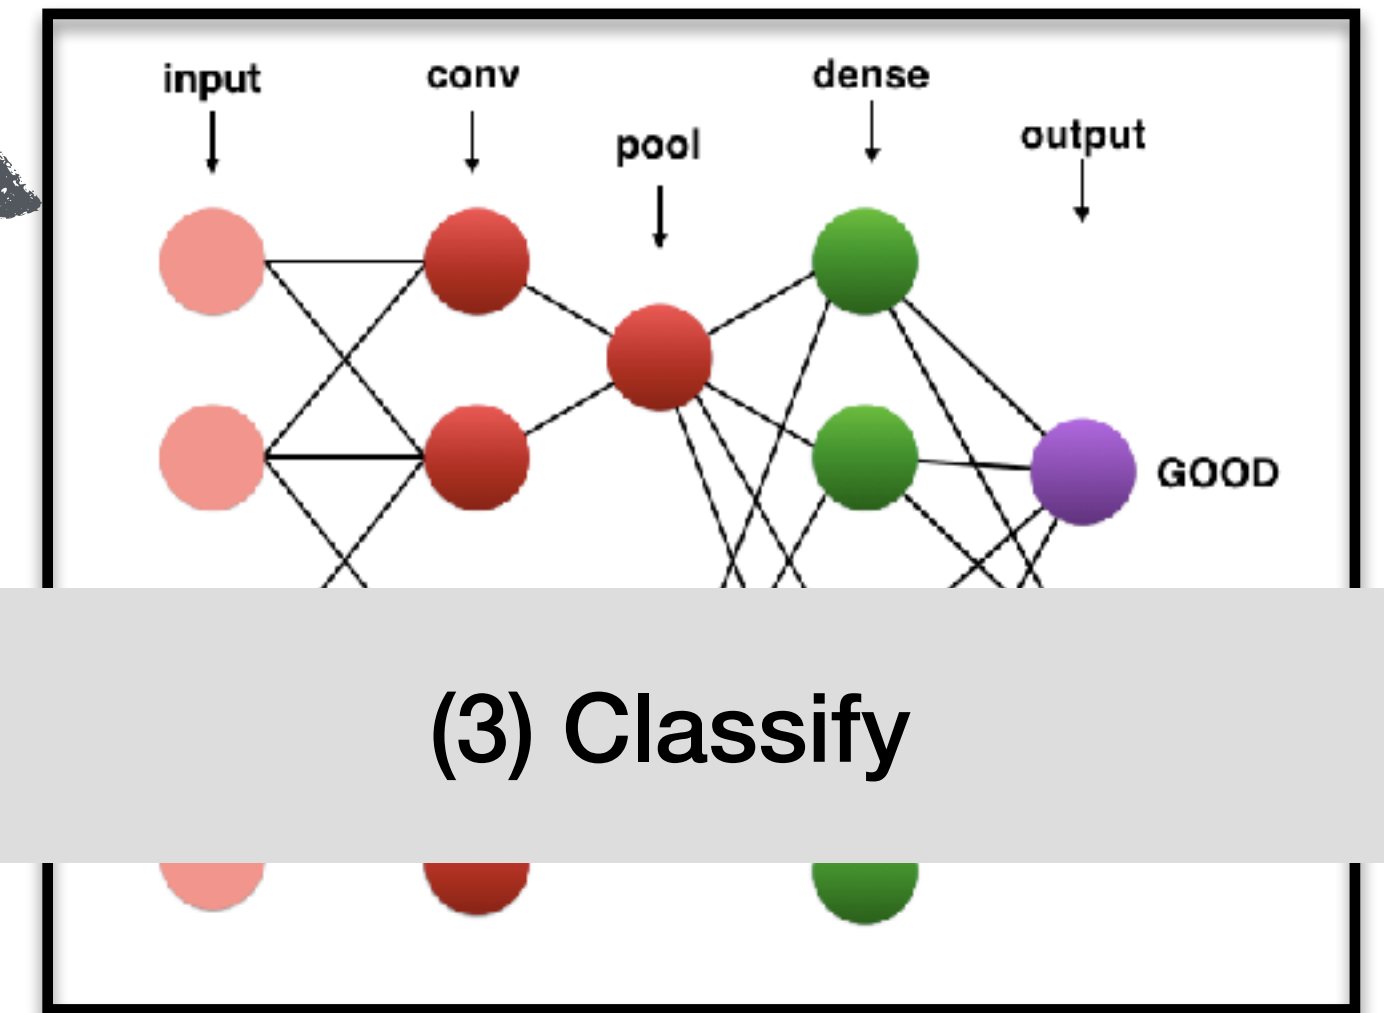 input
conv
pool
dense
output
GOOD
(3) Classify